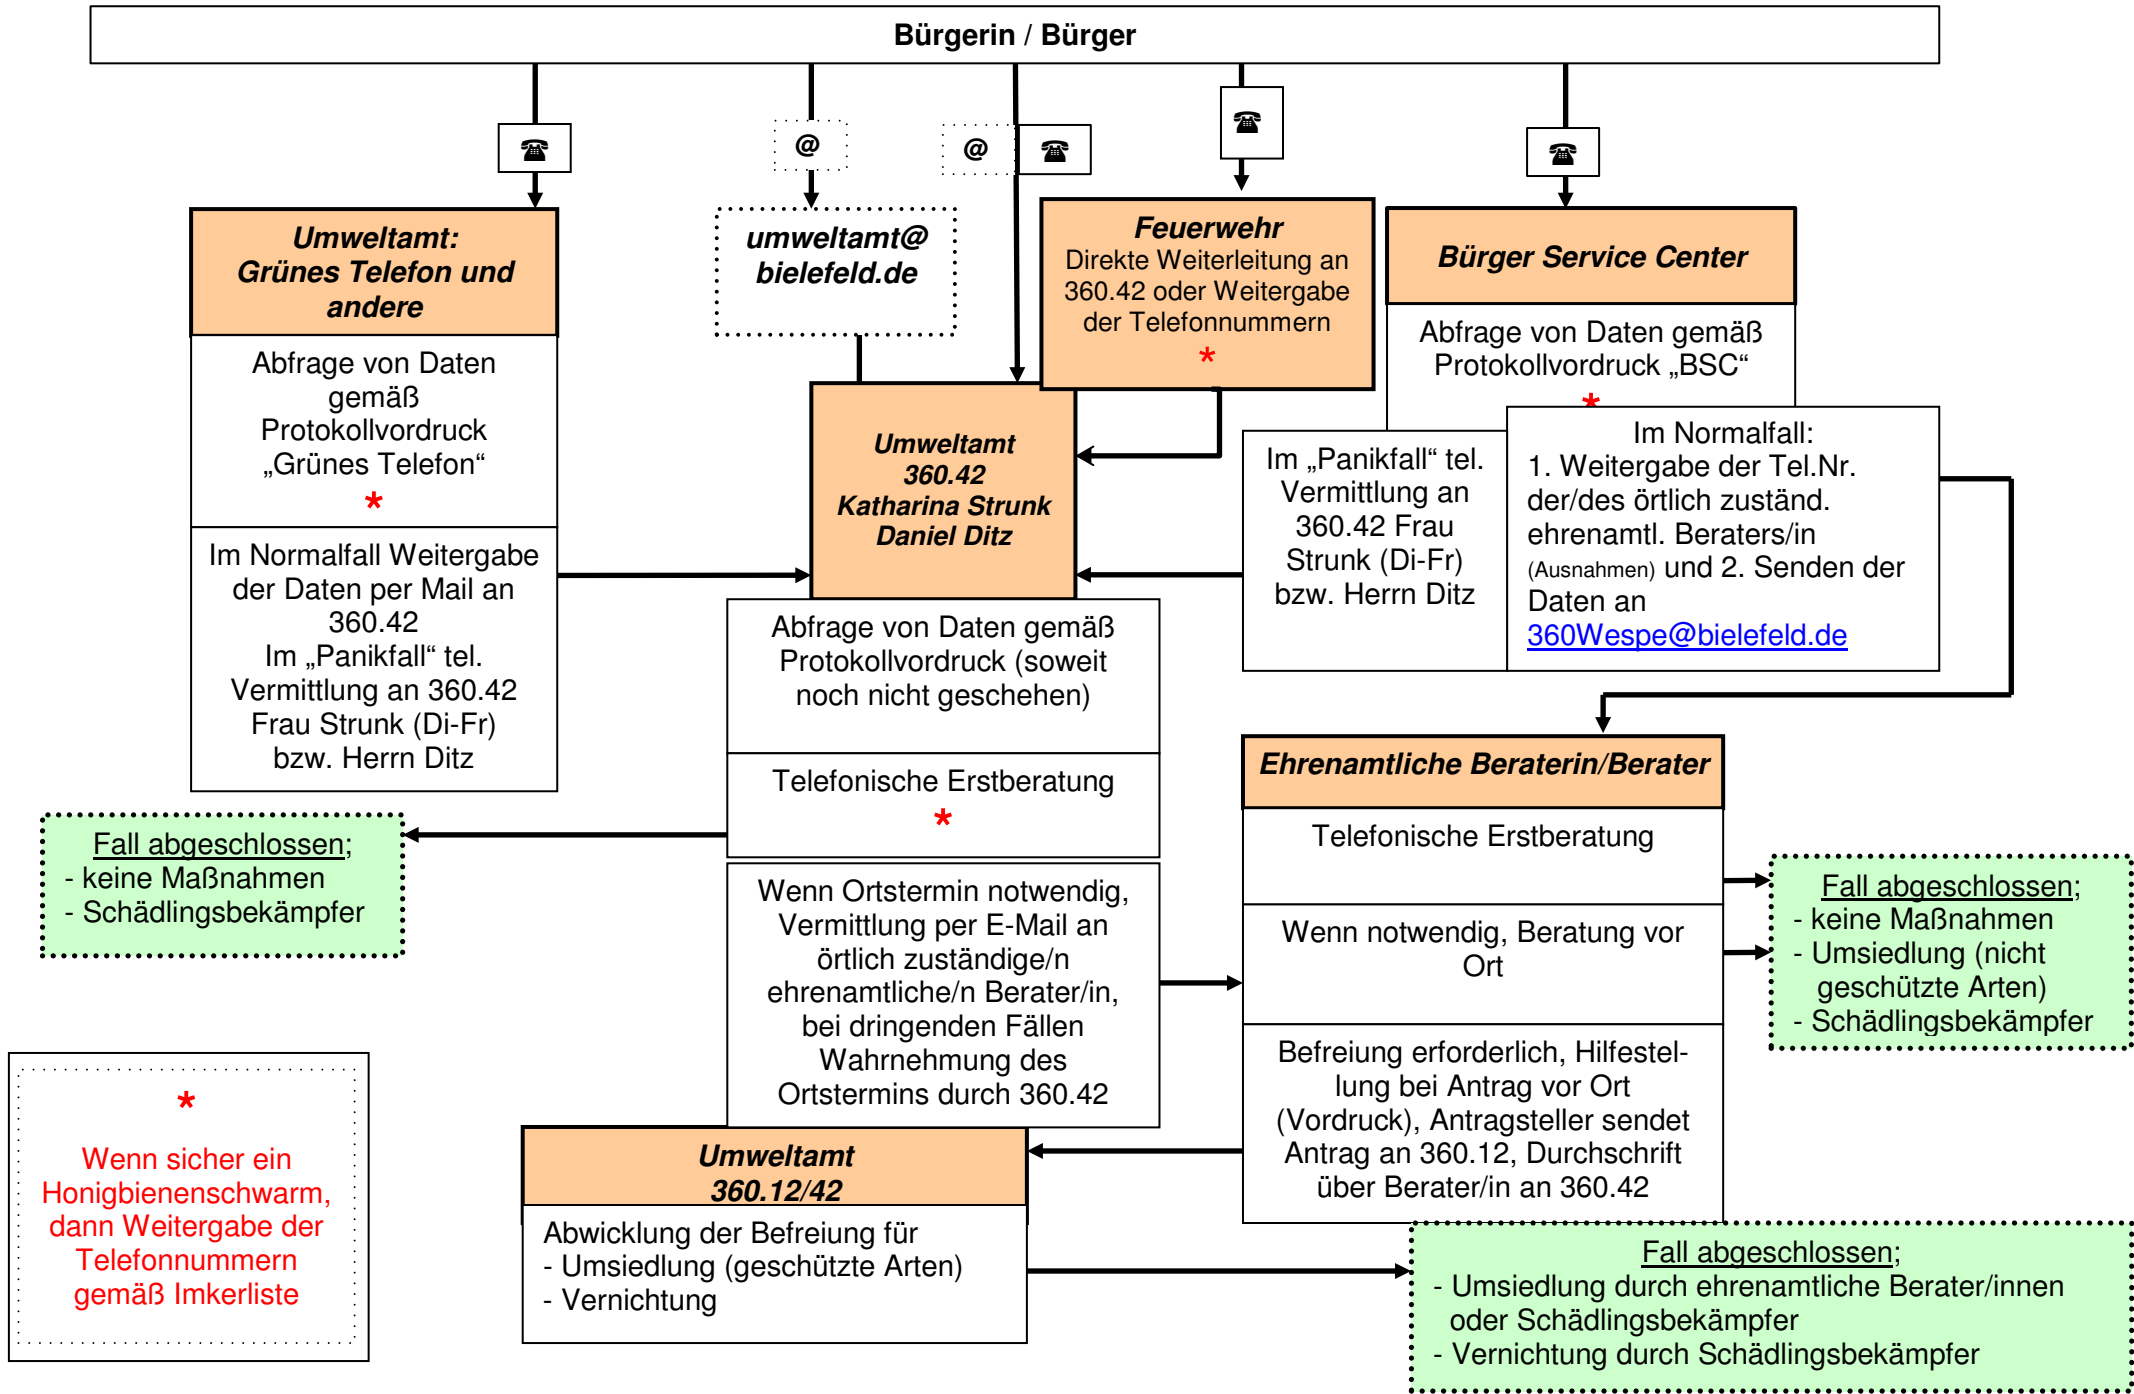 Bürgerin / Bürger
☎
@
@
☎
☎
☎
Umweltamt:
Grünes Telefon und
andere
Abfrage von Daten
gemäß
Protokollvordruck
„Grünes Telefon“
*
Im Normalfall Weitergabe
der Daten per Mail an
360.42
Im „Panikfall“ tel.
Vermittlung an 360.42
Frau Strunk (Di-Fr)
bzw. Herrn Ditz
umweltamt@
bielefeld.de
Feuerwehr
Direkte Weiterleitung an
360.42 oder Weitergabe
der Telefonnummern
*
Bürger Service Center
Abfrage von Daten gemäß
Protokollvordruck „BSC“
*
Im „Panikfall“ tel.
Vermittlung an
360.42 Frau
Strunk (Di-Fr)
bzw. Herrn Ditz
Im Normalfall:
1. Weitergabe der Tel.Nr.
der/des örtlich zuständ.
ehrenamtl. Beraters/in
(Ausnahmen) und 2. Senden der
Daten an
360Wespe@bielefeld.de
Umweltamt
360.42
Katharina Strunk
Daniel Ditz
Abfrage von Daten gemäß
Protokollvordruck (soweit
noch nicht geschehen)
Telefonische Erstberatung
*
Wenn Ortstermin notwendig,
Vermittlung per E-Mail an
örtlich zuständige/n
ehrenamtliche/n Berater/in,
bei dringenden Fällen
Wahrnehmung des
Ortstermins durch 360.42
Fall abgeschlossen;
- keine Maßnahmen
- Schädlingsbekämpfer
Ehrenamtliche Beraterin/Berater
Telefonische Erstberatung
Wenn notwendig, Beratung vor
Ort
Befreiung erforderlich, Hilfestel-
lung bei Antrag vor Ort
(Vordruck), Antragsteller sendet
Antrag an 360.12, Durchschrift
über Berater/in an 360.42
Fall abgeschlossen;
- keine Maßnahmen
- Umsiedlung (nicht
geschützte Arten)
- Schädlingsbekämpfer
*
Wenn sicher ein
Honigbienenschwarm,
dann Weitergabe der
Telefonnummern
gemäß Imkerliste
Umweltamt
360.12/42
Abwicklung der Befreiung für
- Umsiedlung (geschützte Arten)
- Vernichtung
Fall abgeschlossen;
- Umsiedlung durch ehrenamtliche Berater/innen
oder Schädlingsbekämpfer
- Vernichtung durch Schädlingsbekämpfer